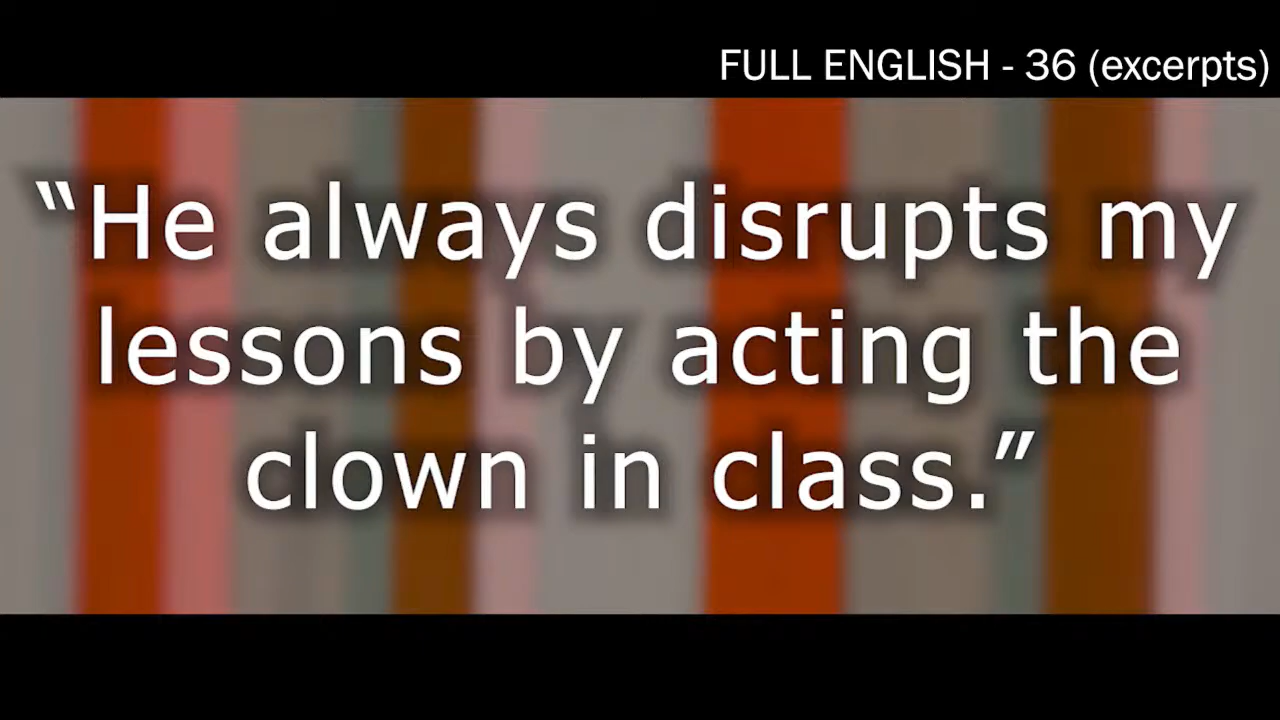 FULL ENGLISH - 36 (excerpts)
“He always disrupts my
lessons by acting the
clown in class.”